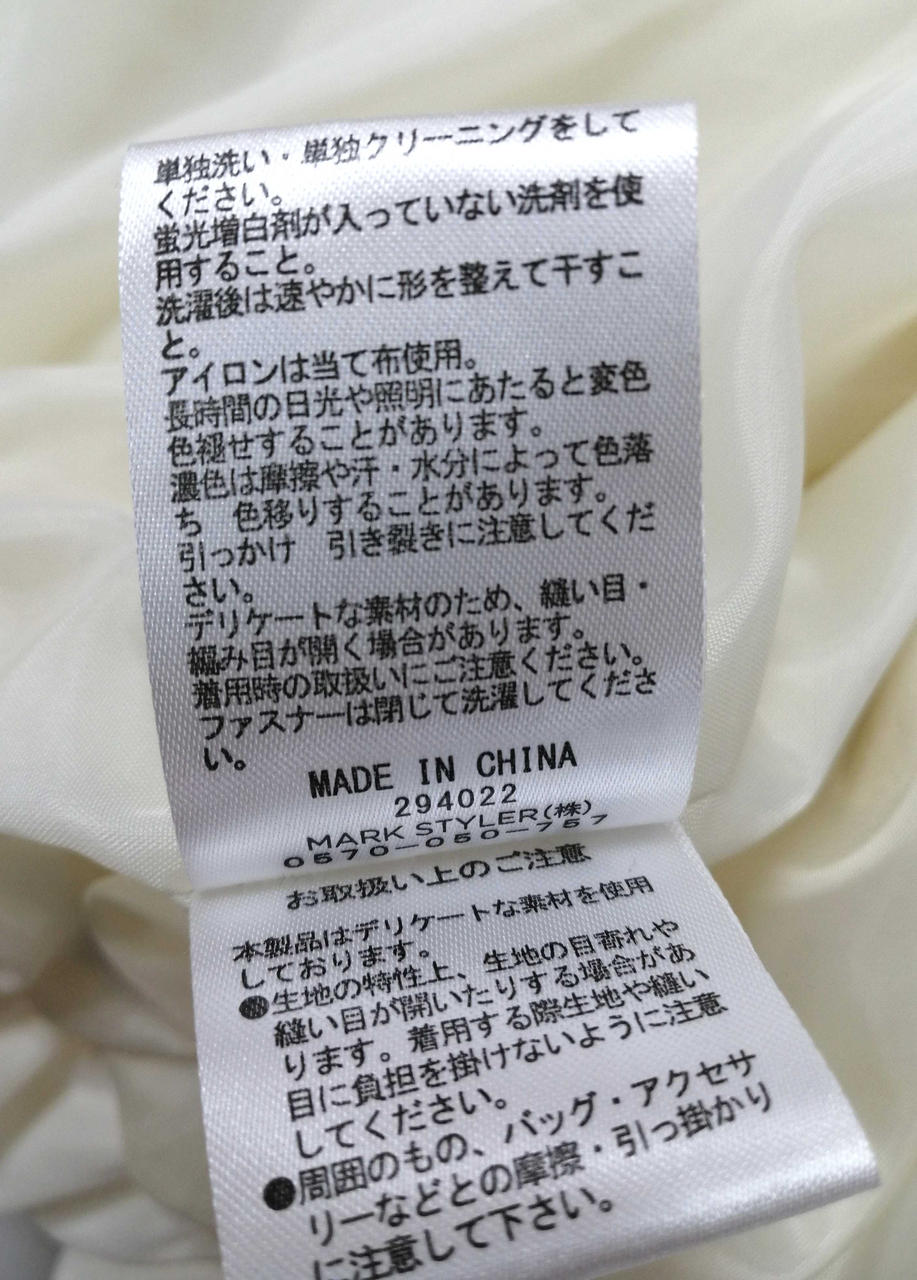 単独洗い・単独クリーニングをして
ください。
蛍光増白剤が入っていない洗剤を使
用すること。
洗濯後は速やかに形を整えて干すこ
と。
アイロンは当て布使用。
長時間の日光や照明にあたると変色
色褪せすることがあります。
濃色は摩擦や汗・水分によって色落
ち　色移りすることがあります。
引っかけ　引き裂きに注意してくだ
さい。
デリケートな素材のため、縫い目・
編み目が開く場合があります。
着用時の取扱いにご注意ください。
ファスナーは閉じて洗濯してくださ
い。
MADE IN CHINA
294022
MARK STYLER(株)
0570-050-757
お取扱い上のご注意
本製品はデリケートな素材を使用
しております。
●生地の特性上、生地の目寄れや
縫い目が開いたりする場合があ
ります。着用する際生地や縫い
目に負担を掛けないように注意
してください。
●周囲のもの、バッグ・アクセサ
リーなどとの摩擦・引っ掛かり
に注意して下さい。